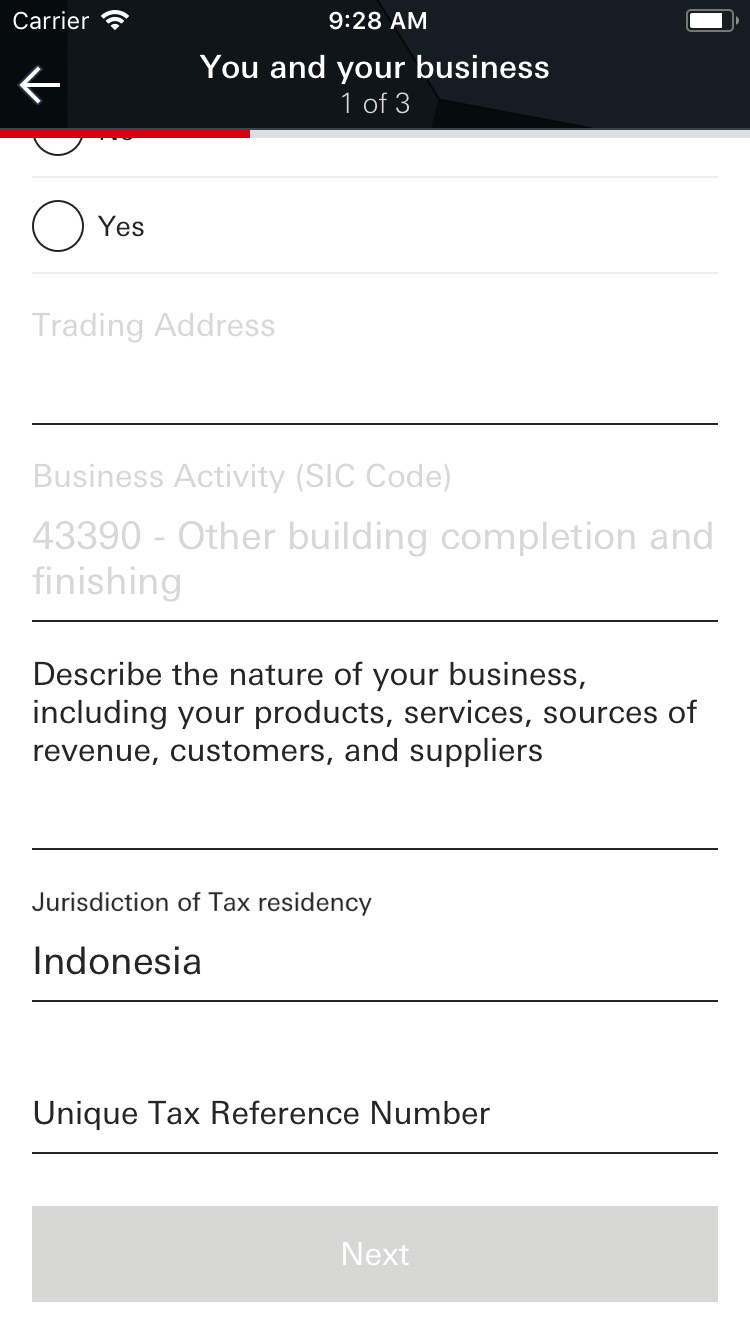 Carrier 9:28 AM
You and your business
1 of 3
No
Yes
Trading Address
Business Activity (SIC Code)
43390 - Other building completion and
finishing
Describe the nature of your business,
including your products, services, sources of
revenue, customers, and suppliers
Jurisdiction of Tax residency
Indonesia
Unique Tax Reference Number
Next